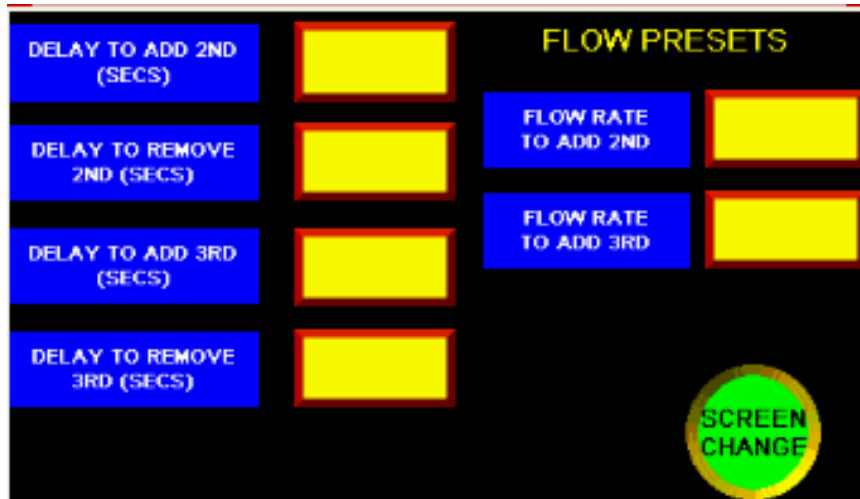 DELAY TO ADD 2ND
(SECS)
DELAY TO REMOVE
2ND (SECS)
DELAY TO ADD 3RD
(SECS)
DELAY TO REMOVE
3RD (SECS)
FLOW PRESETS
FLOW RATE
TO ADD 2ND
FLOW RATE
TO ADD 3RD
SCREEN
CHANGE